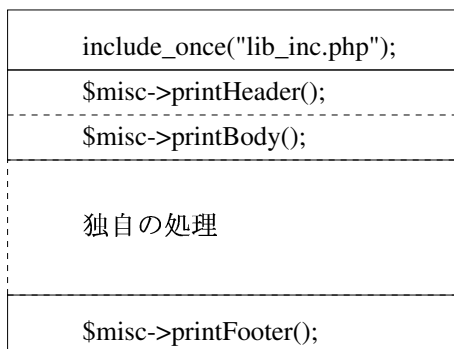 include_once("lib_inc.php");
$misc->printHeader();
$misc->printBody();
独自の処理
$misc->printFooter();